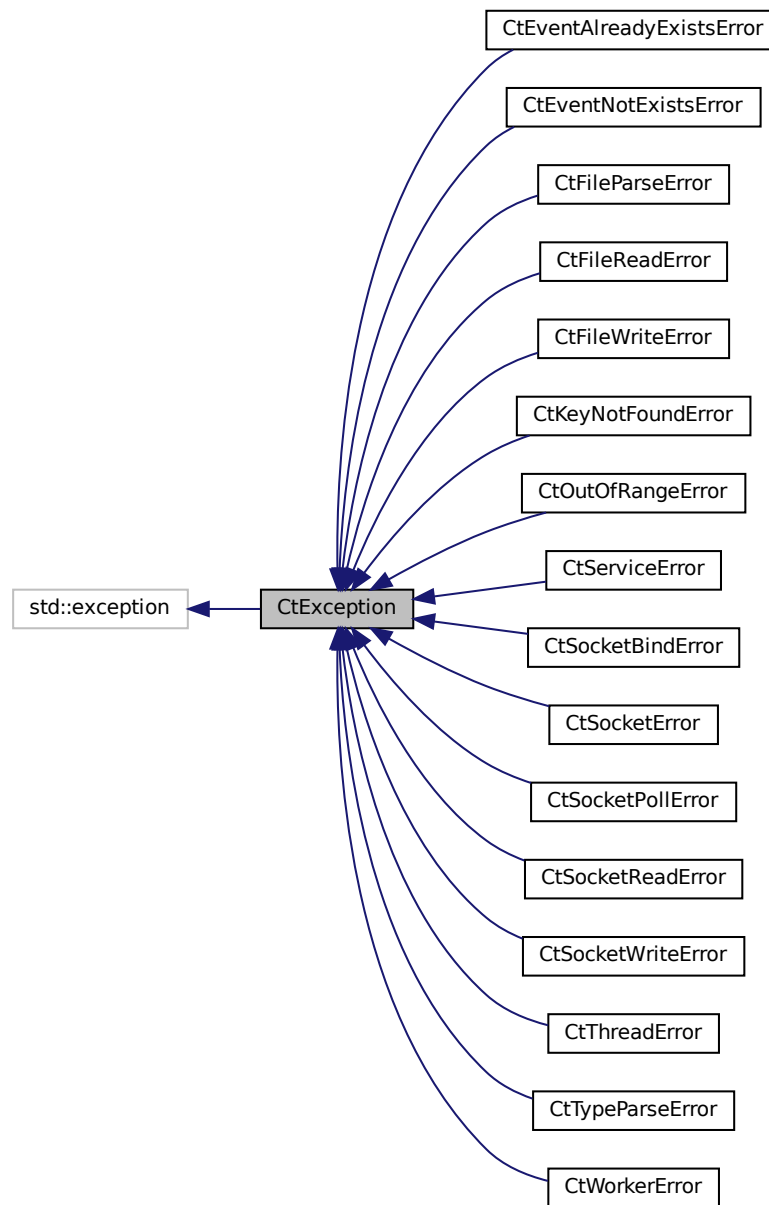 CtEventAlreadyExistsError
CtEventNotExistsError
CtFileParseError
CtFileReadError
CtFileWriteError
CtKeyNotFoundError
CtOutOfRangeError
CtServiceError
std::exception
CtException
CtSocketBindError
CtSocketError
CtSocketPollError
CtSocketReadError
CtSocketWriteError
CtThreadError
CtTypeParseError
CtWorkerError